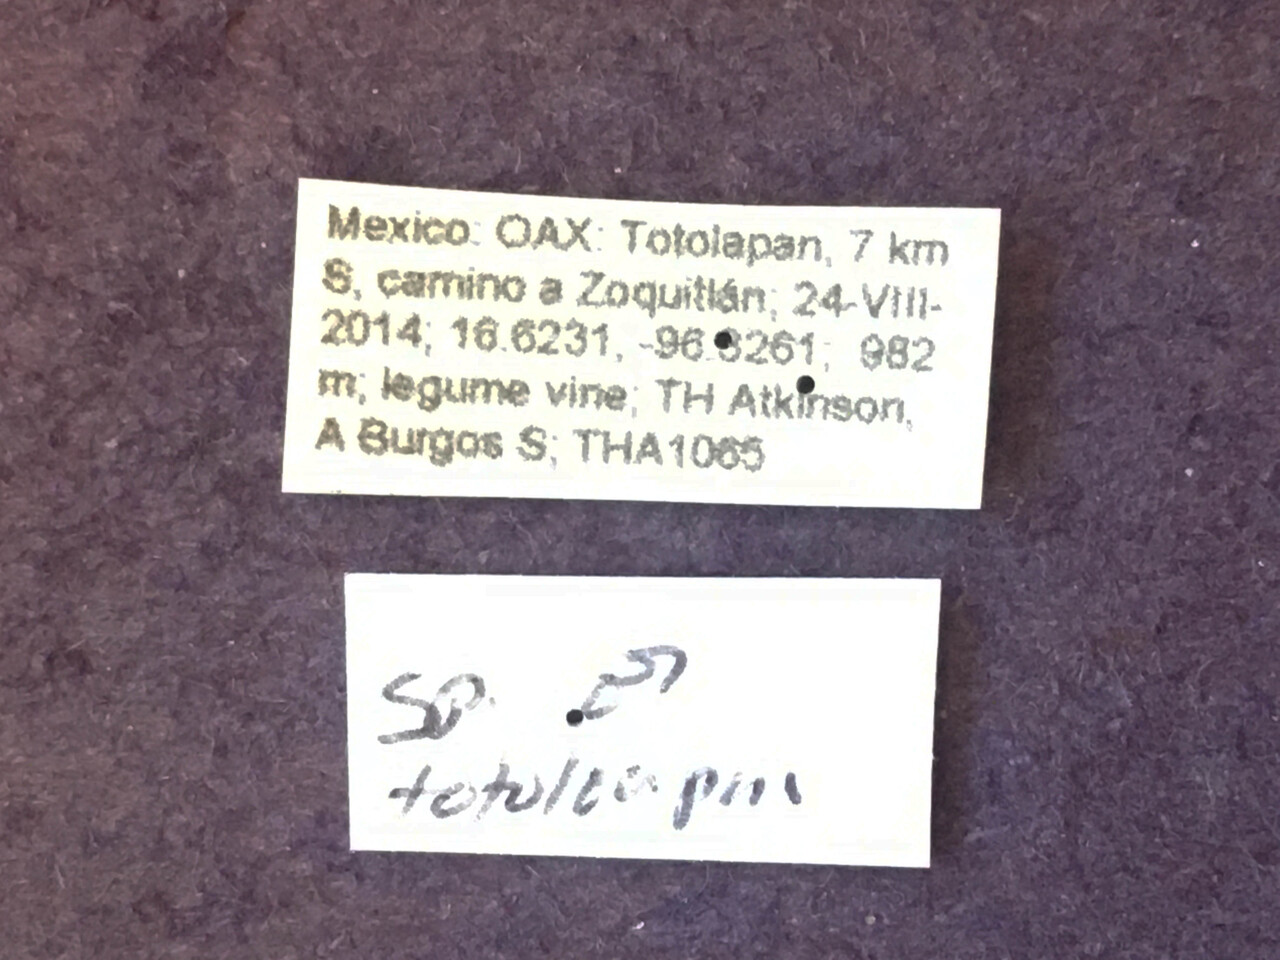 Mexico: OAX: Totolapan, 7 km
S, camino a Zoquitlán; 24-VIII-
2014; 16.6231, -96.3261; 982
m; legume vine; TH Atkinson,
A Burgos S; THA1065
sp. ♂
totolapan